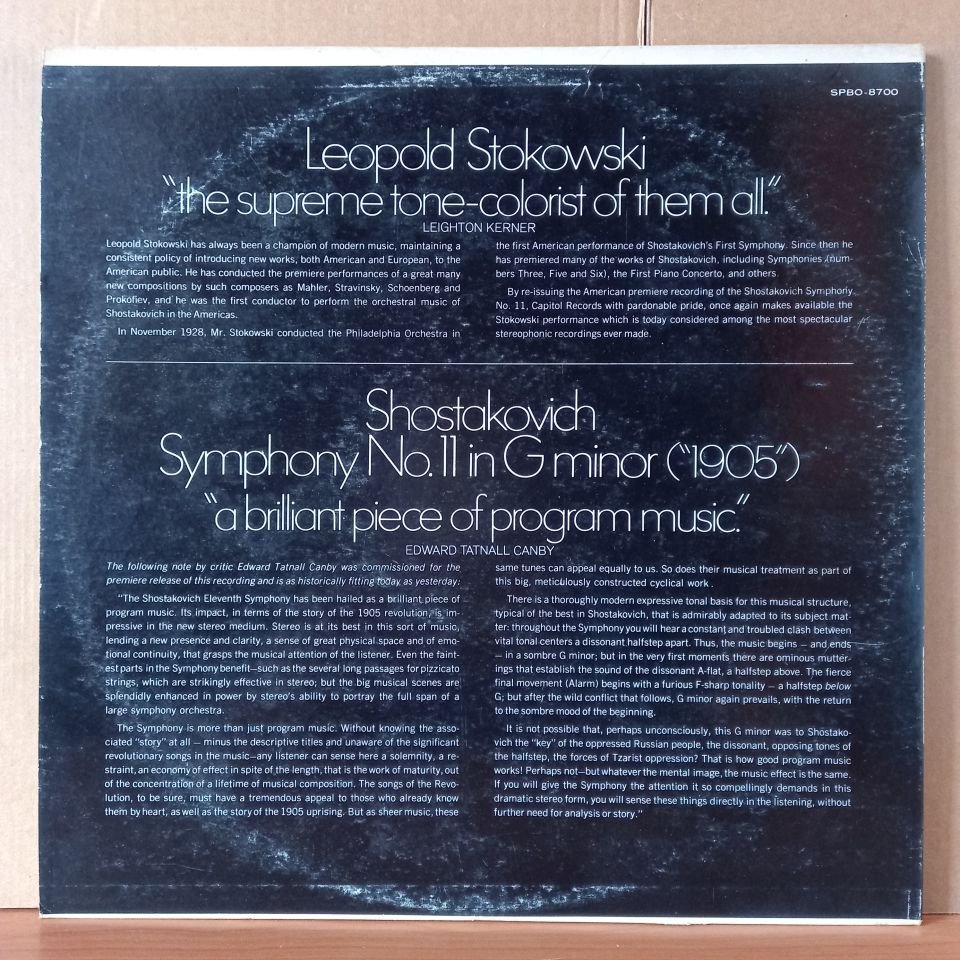 SPBO-8700
Leopold Stokowski
"the supreme tone-colorist of them all."
LEIGHTON KERNER
Leopold Stokowski has always been a champion of modern music, maintaining a
consistent policy of introducing new works, both American and European, to the
American public. He has conducted the premiere performances of a great many
new compositions by such composers as Mahler, Stravinsky, Schoenberg and
Prokofiev, and he was the first conductor to perform the orchestral music of
Shostakovich in the Americas.
In November 1928, Mr. Stokowski conducted the Philadelphia Orchestra in
the first American performance of Shostakovich's First Symphony. Since then he
has premiered many of the works of Shostakovich, including Symphonies (num-
bers Three, Five and Six), the First Piano Concerto, and others.
By re-issuing the American premiere recording of the Shostakovich Symphony
No. 11, Capitol Records with pardonable pride, once again makes available the
Stokowski performance which is today considered among the most spectacular
stereophonic recordings ever made.
Shostakovich
Symphony No. 11 in G minor ("1905")
"a brilliant piece of program music."
EDWARD TATNALL CANBY
The following note by critic Edward Tatnall Canby was commissioned for the
premiere release of this recording and is as historically fitting today as yesterday:
"The Shostakovich Eleventh Symphony has been hailed as a brilliant piece of
program music. Its impact, in terms of the story of the 1905 revolution, is im-
pressive in the new stereo medium. Stereo is at its best in this sort of music,
lending a new presence and clarity, a sense of great physical space and of emo-
tional continuity, that grasps the musical attention of the listener. Even the faint-
est parts in the Symphony benefit—such as the several long passages for pizzicato
strings, which are strikingly effective in stereo; but the big musical scenes are
splendidly enhanced in power by stereo's ability to portray the full span of a
large symphony orchestra.
The Symphony is more than just program music. Without knowing the asso-
ciated "story" at all — minus the descriptive titles and unaware of the significant
revolutionary songs in the music—any listener can sense here a solemnity, a re-
straint, an economy of effect in spite of the length, that is the work of maturity, out
of the concentration of a lifetime of musical composition. The songs of the Revo-
lution, to be sure, must have a tremendous appeal to those who already know
them by heart, as well as the story of the 1905 uprising. But as sheer music, these
same tunes can appeal equally to us. So does their musical treatment as part of
this big, meticulously constructed cyclical work.
There is a thoroughly modern expressive tonal basis for this musical structure,
typical of the best in Shostakovich, that is admirably adapted to its subject mat-
ter: throughout the Symphony you will hear a constant and troubled clash between
vital tonal centers a dissonant halfstep apart. Thus, the music begins — and ends
— in a sombre G minor; but in the very first moments there are ominous mutter-
ings that establish the sound of the dissonant A-flat, a halfstep above. The fierce
final movement (Alarm) begins with a furious F-sharp tonality — a halfstep below
G; but after the wild conflict that follows, G minor again prevails, with the return
to the sombre mood of the beginning.
It is not possible that, perhaps unconsciously, this G minor was to Shostako-
vich the "key" of the oppressed Russian people, the dissonant, opposing tones of
the halfstep, the forces of Tzarist oppression? That is how good program music
works! Perhaps not—but whatever the mental image, the music effect is the same.
If you will give the Symphony the attention it so compellingly demands in this
dramatic stereo form, you will sense these things directly in the listening, without
further need for analysis or story."